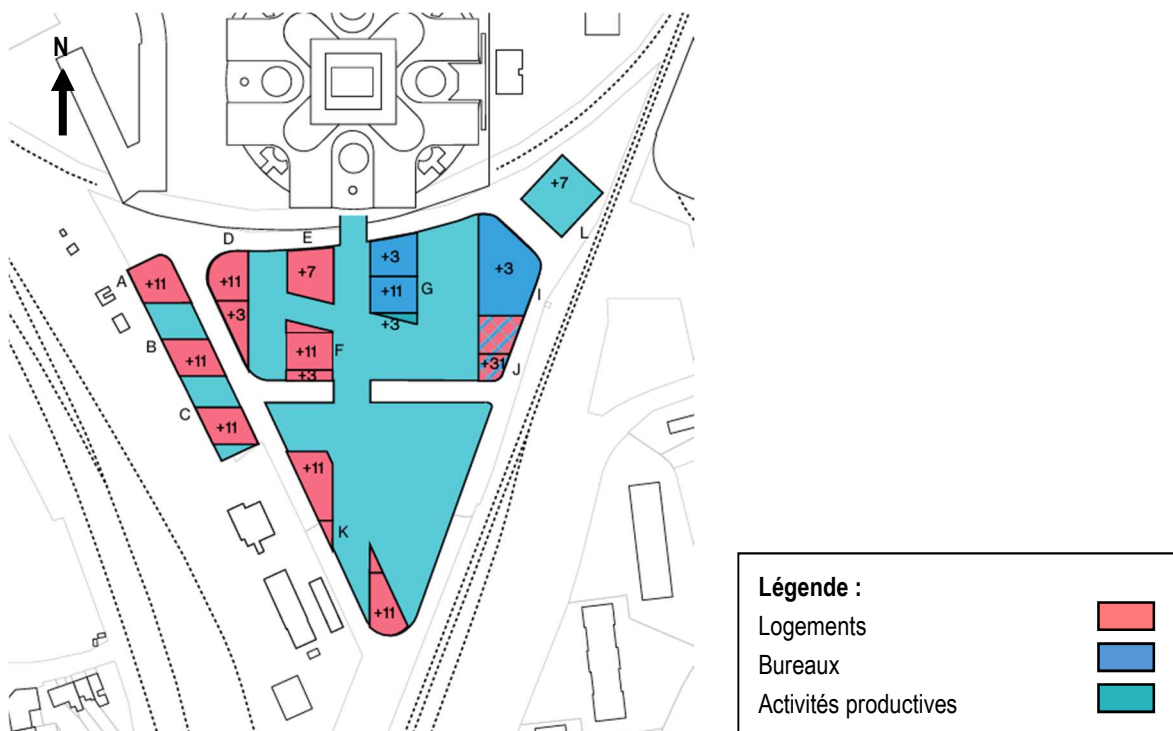 N
+7
L
D
E
+3
+3
A
+11
+11
+7
+11
G
I
+3
+3
B
+11
+11
F
+31
J
+3
C
+11
+11
K
+11
Légende :
Logements
Bureaux
Activités productives